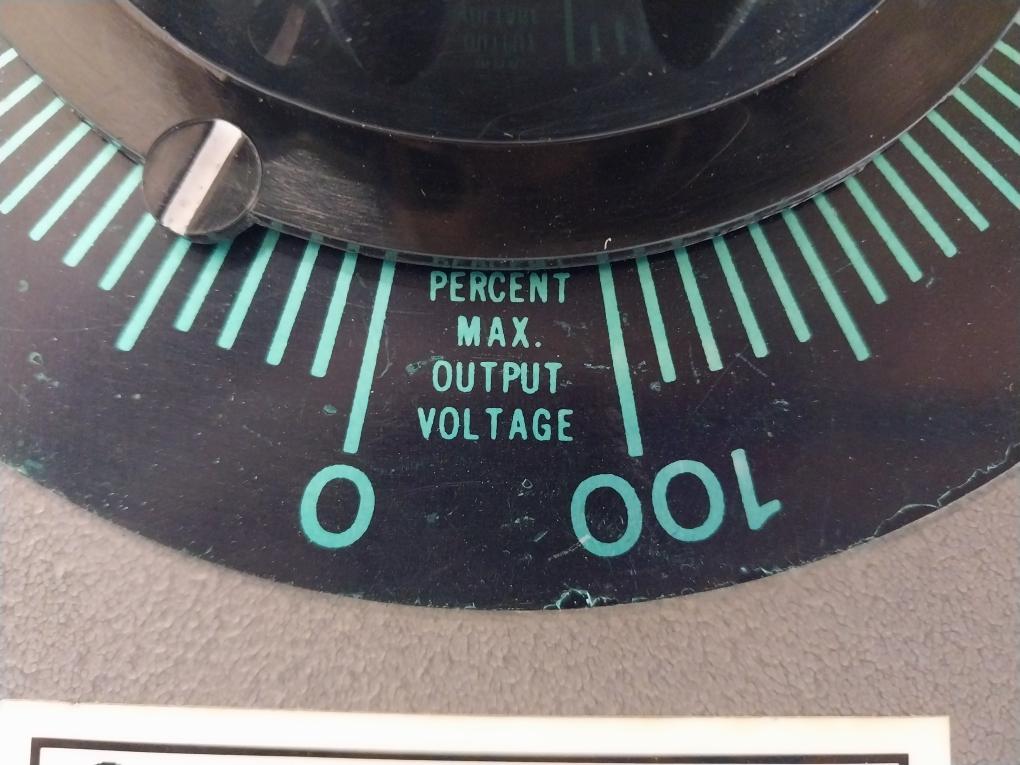 PERCENT
MAX.
OUTPUT
VOLTAGE
0
100